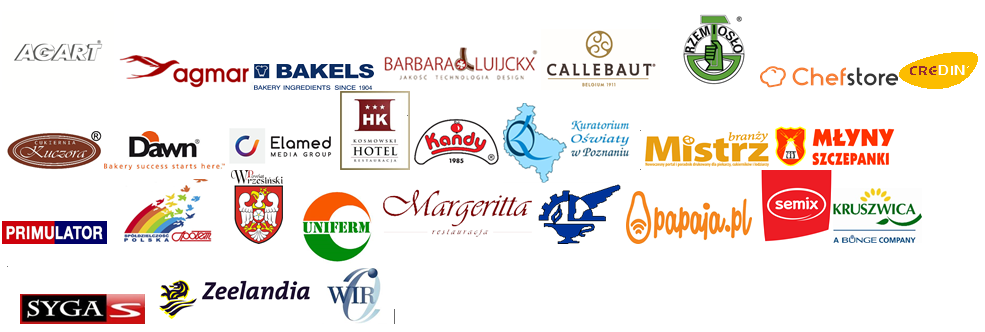 AGART
agmar
BAKELS
BAKERY INGREDIENTS SINCE 1904
BARBARA LUIJCKX®
JAKOŚĆ TECHNOLOGIA DESIGN
CALLEBAUT®
BELGIUM 1911
RZEMIOSŁO ®
Chefstore
CREDIN
CUKIERNIA
Kuczora ®
Dawn®
Bakery success starts here.™
Elamed
MEDIA GROUP
HK
KOSMOWSKI
HOTEL
RESTAURACJA
Kandy
1985 ®
Kuratorium
Oświaty
w Poznaniu
Mistrz branży
MŁYNY
SZCZEPANKI
PRIMULATOR
SPÓŁDZIELCZOŚĆ
POLSKA
Społem
Powiat
Wrzesiński
UNIFERM
Margeritta
restauracja
papaja.pl
semix
KRUSZWICA
A BUNGE COMPANY
SYGA S
Zeelandia
WIR